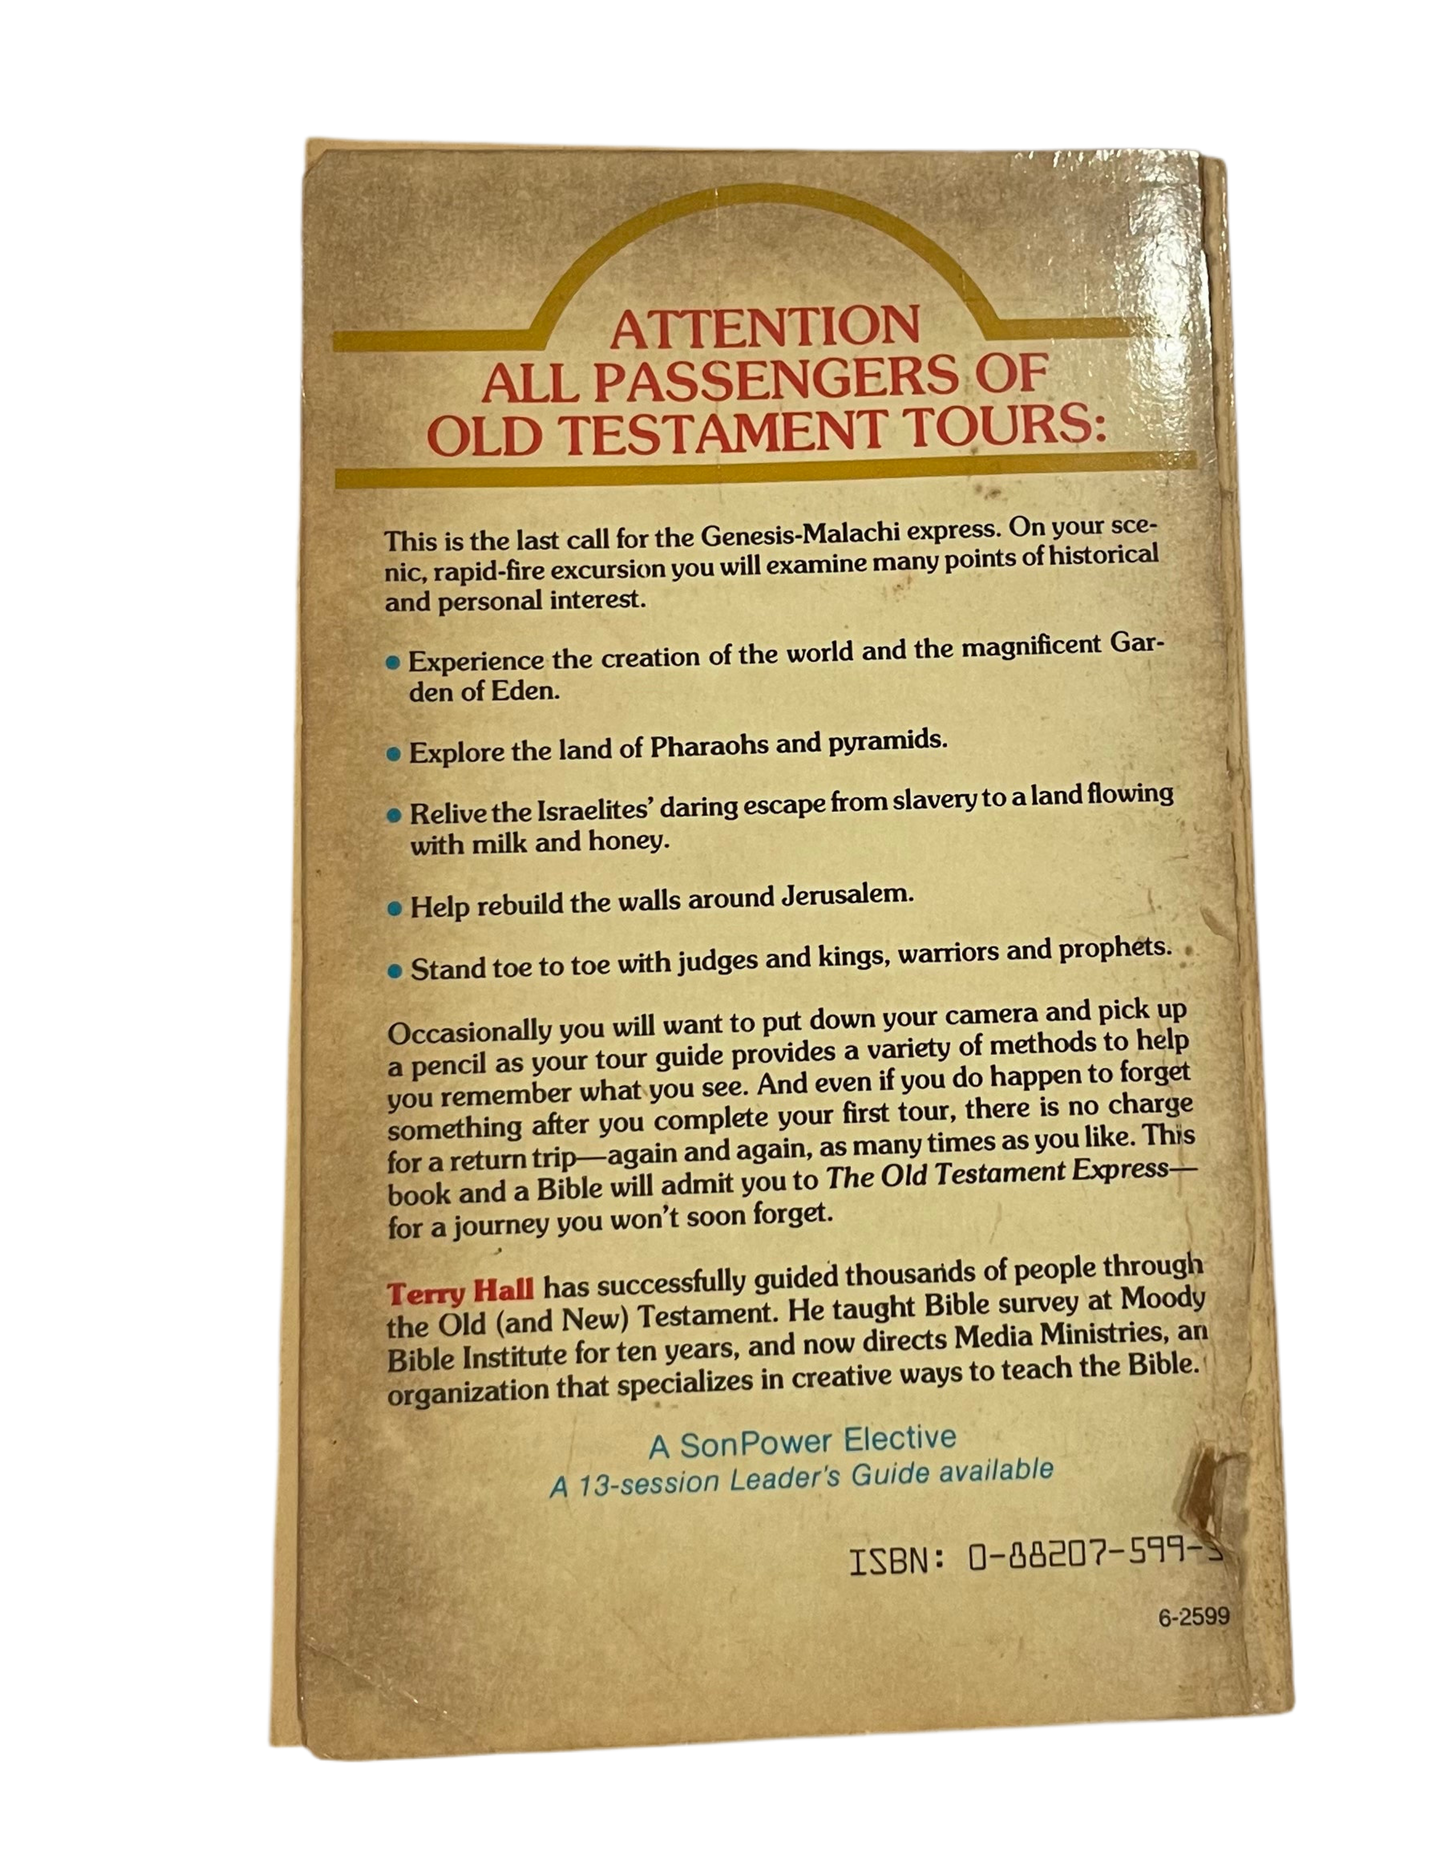 ATTENTION
ALL PASSENGERS OF
OLD TESTAMENT TOURS:
This is the last call for the Genesis-Malachi express. On your sce-
nic, rapid-fire excursion you will examine many points of historical
and personal interest.
• Experience the creation of the world and the magnificent Gar-
den of Eden.
• Explore the land of Pharaohs and pyramids.
• Relive the Israelites’ daring escape from slavery to a land flowing
with milk and honey.
• Help rebuild the walls around Jerusalem.
• Stand toe to toe with judges and kings, warriors and prophets.
Occasionally you will want to put down your camera and pick up
a pencil as your tour guide provides a variety of methods to help
you remember what you see. And even if you do happen to forget
something after you complete your first tour, there is no charge
for a return trip—again and again, as many times as you like. This
book and a Bible will admit you to The Old Testament Express—
for a journey you won’t soon forget.
Terry Hall has successfully guided thousands of people through
the Old (and New) Testament. He taught Bible survey at Moody
Bible Institute for ten years, and now directs Media Ministries, an
organization that specializes in creative ways to teach the Bible.
A SonPower Elective
A 13-session Leader's Guide available
ISBN: 0-88207-599-
6-2599